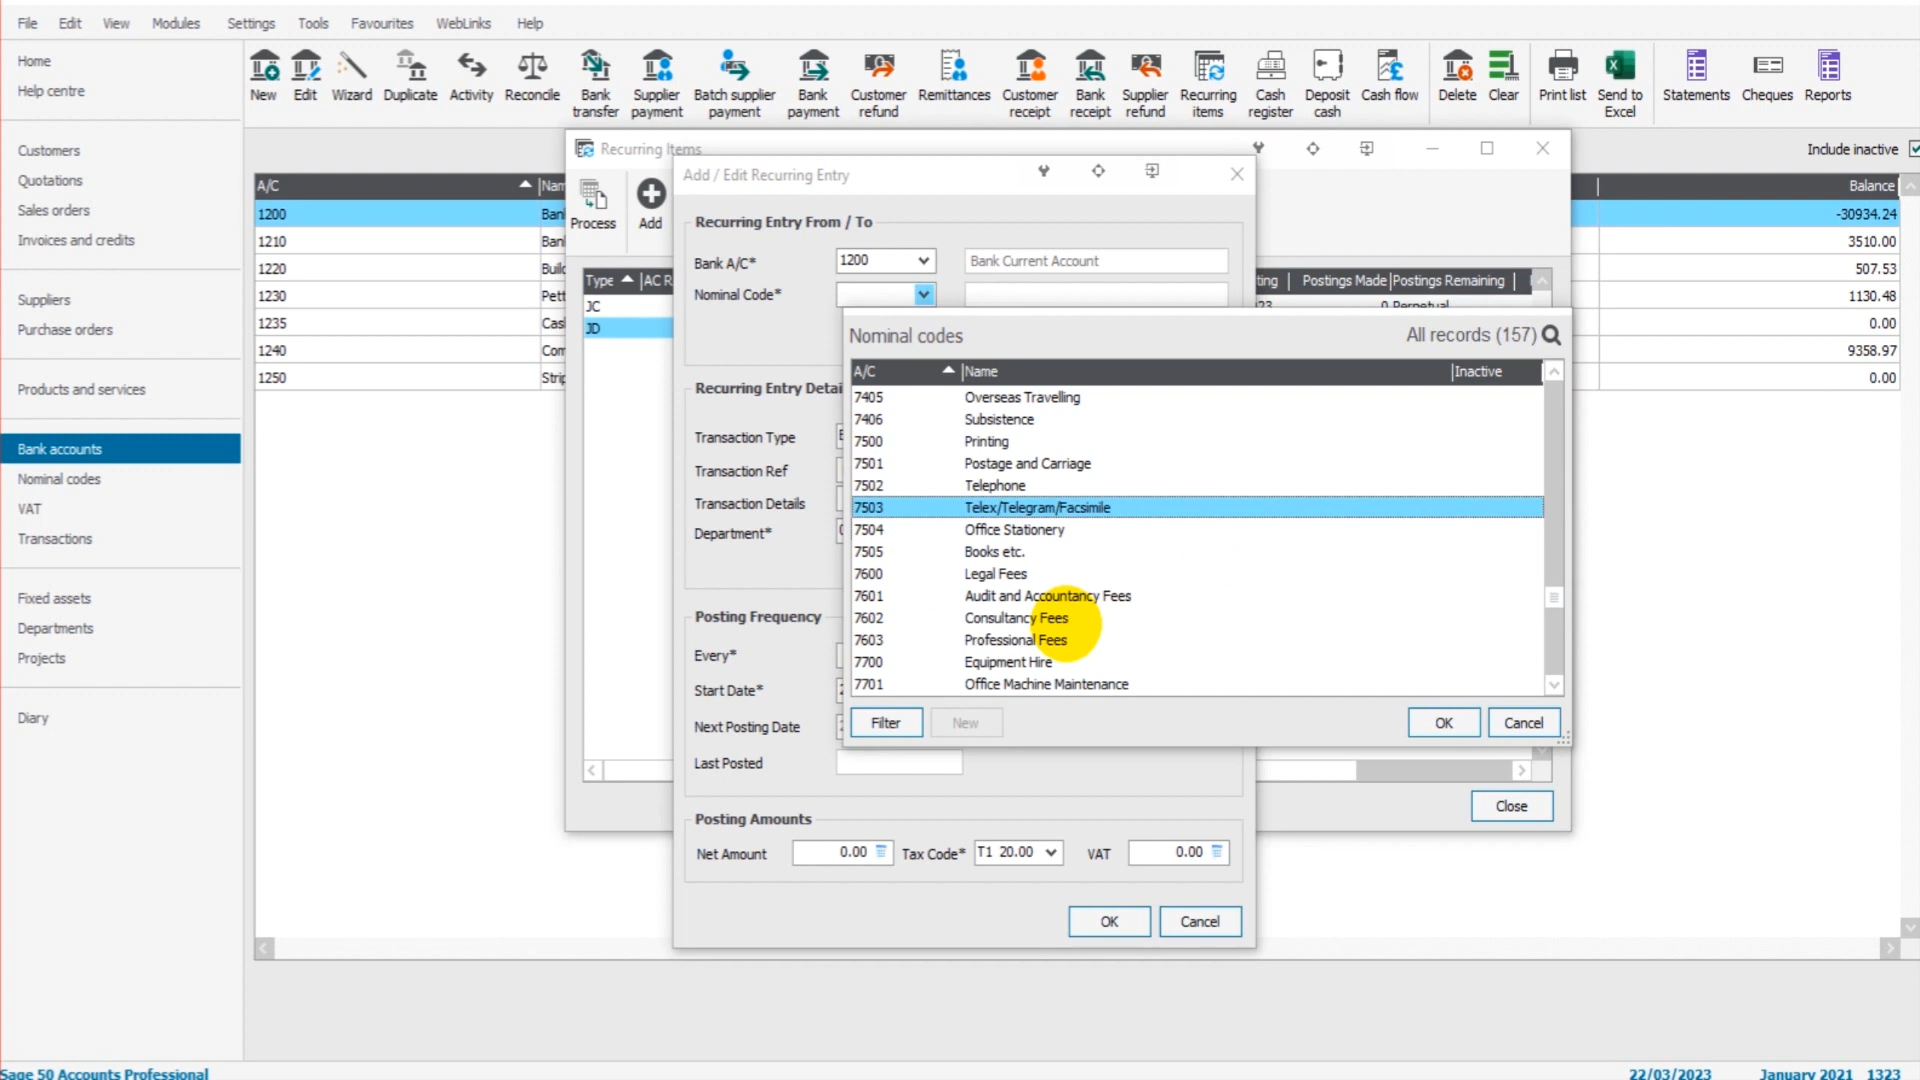 File Edit View Modules Settings Tools Favourites WebLinks Help
Home
Help centre
Customers
Quotations
Sales orders
Invoices and credits
Suppliers
Purchase orders
Products and services
Bank accounts
Nominal codes
VAT
Transactions
Fixed assets
Departments
Projects
Diary
New Edit Wizard Duplicate Activity Reconcile Bank transfer Supplier payment Batch supplier payment Bank payment Customer refund Remittances Customer receipt Bank receipt Supplier refund Recurring items Cash register Deposit cash Cash flow Delete Clear Print list Send to Excel Statements Cheques Reports
Include inactive
A/C Balance
1200 -30934.24
1210 3510.00
1220 507.53
1230 1130.48
1235 0.00
1240 9358.97
1250 0.00
Recurring Items
Process Add
Type Postings Made Postings Remaining
JC 0 Perpetual
JD
Close
Add / Edit Recurring Entry
Recurring Entry From / To
Bank A/C* 1200 Bank Current Account
Nominal Code*
Transaction Type
Transaction Ref
Transaction Details
Department*
Posting Frequency
Every*
Start Date*
Next Posting Date
Last Posted
Posting Amounts
Net Amount 0.00 Tax Code* T1 20.00 VAT 0.00
OK Cancel
Nominal codes All records (157)
A/C Name Inactive
7405 Overseas Travelling
7406 Subsistence
7500 Printing
7501 Postage and Carriage
7502 Telephone
7503 Telex/Telegram/Facsimile
7504 Office Stationery
7505 Books etc.
7600 Legal Fees
7601 Audit and Accountancy Fees
7602 Consultancy Fees
7603 Professional Fees
7700 Equipment Hire
7701 Office Machine Maintenance
Filter New OK Cancel
Sage 50 Accounts Professional 22/03/2023 January 2021 1323